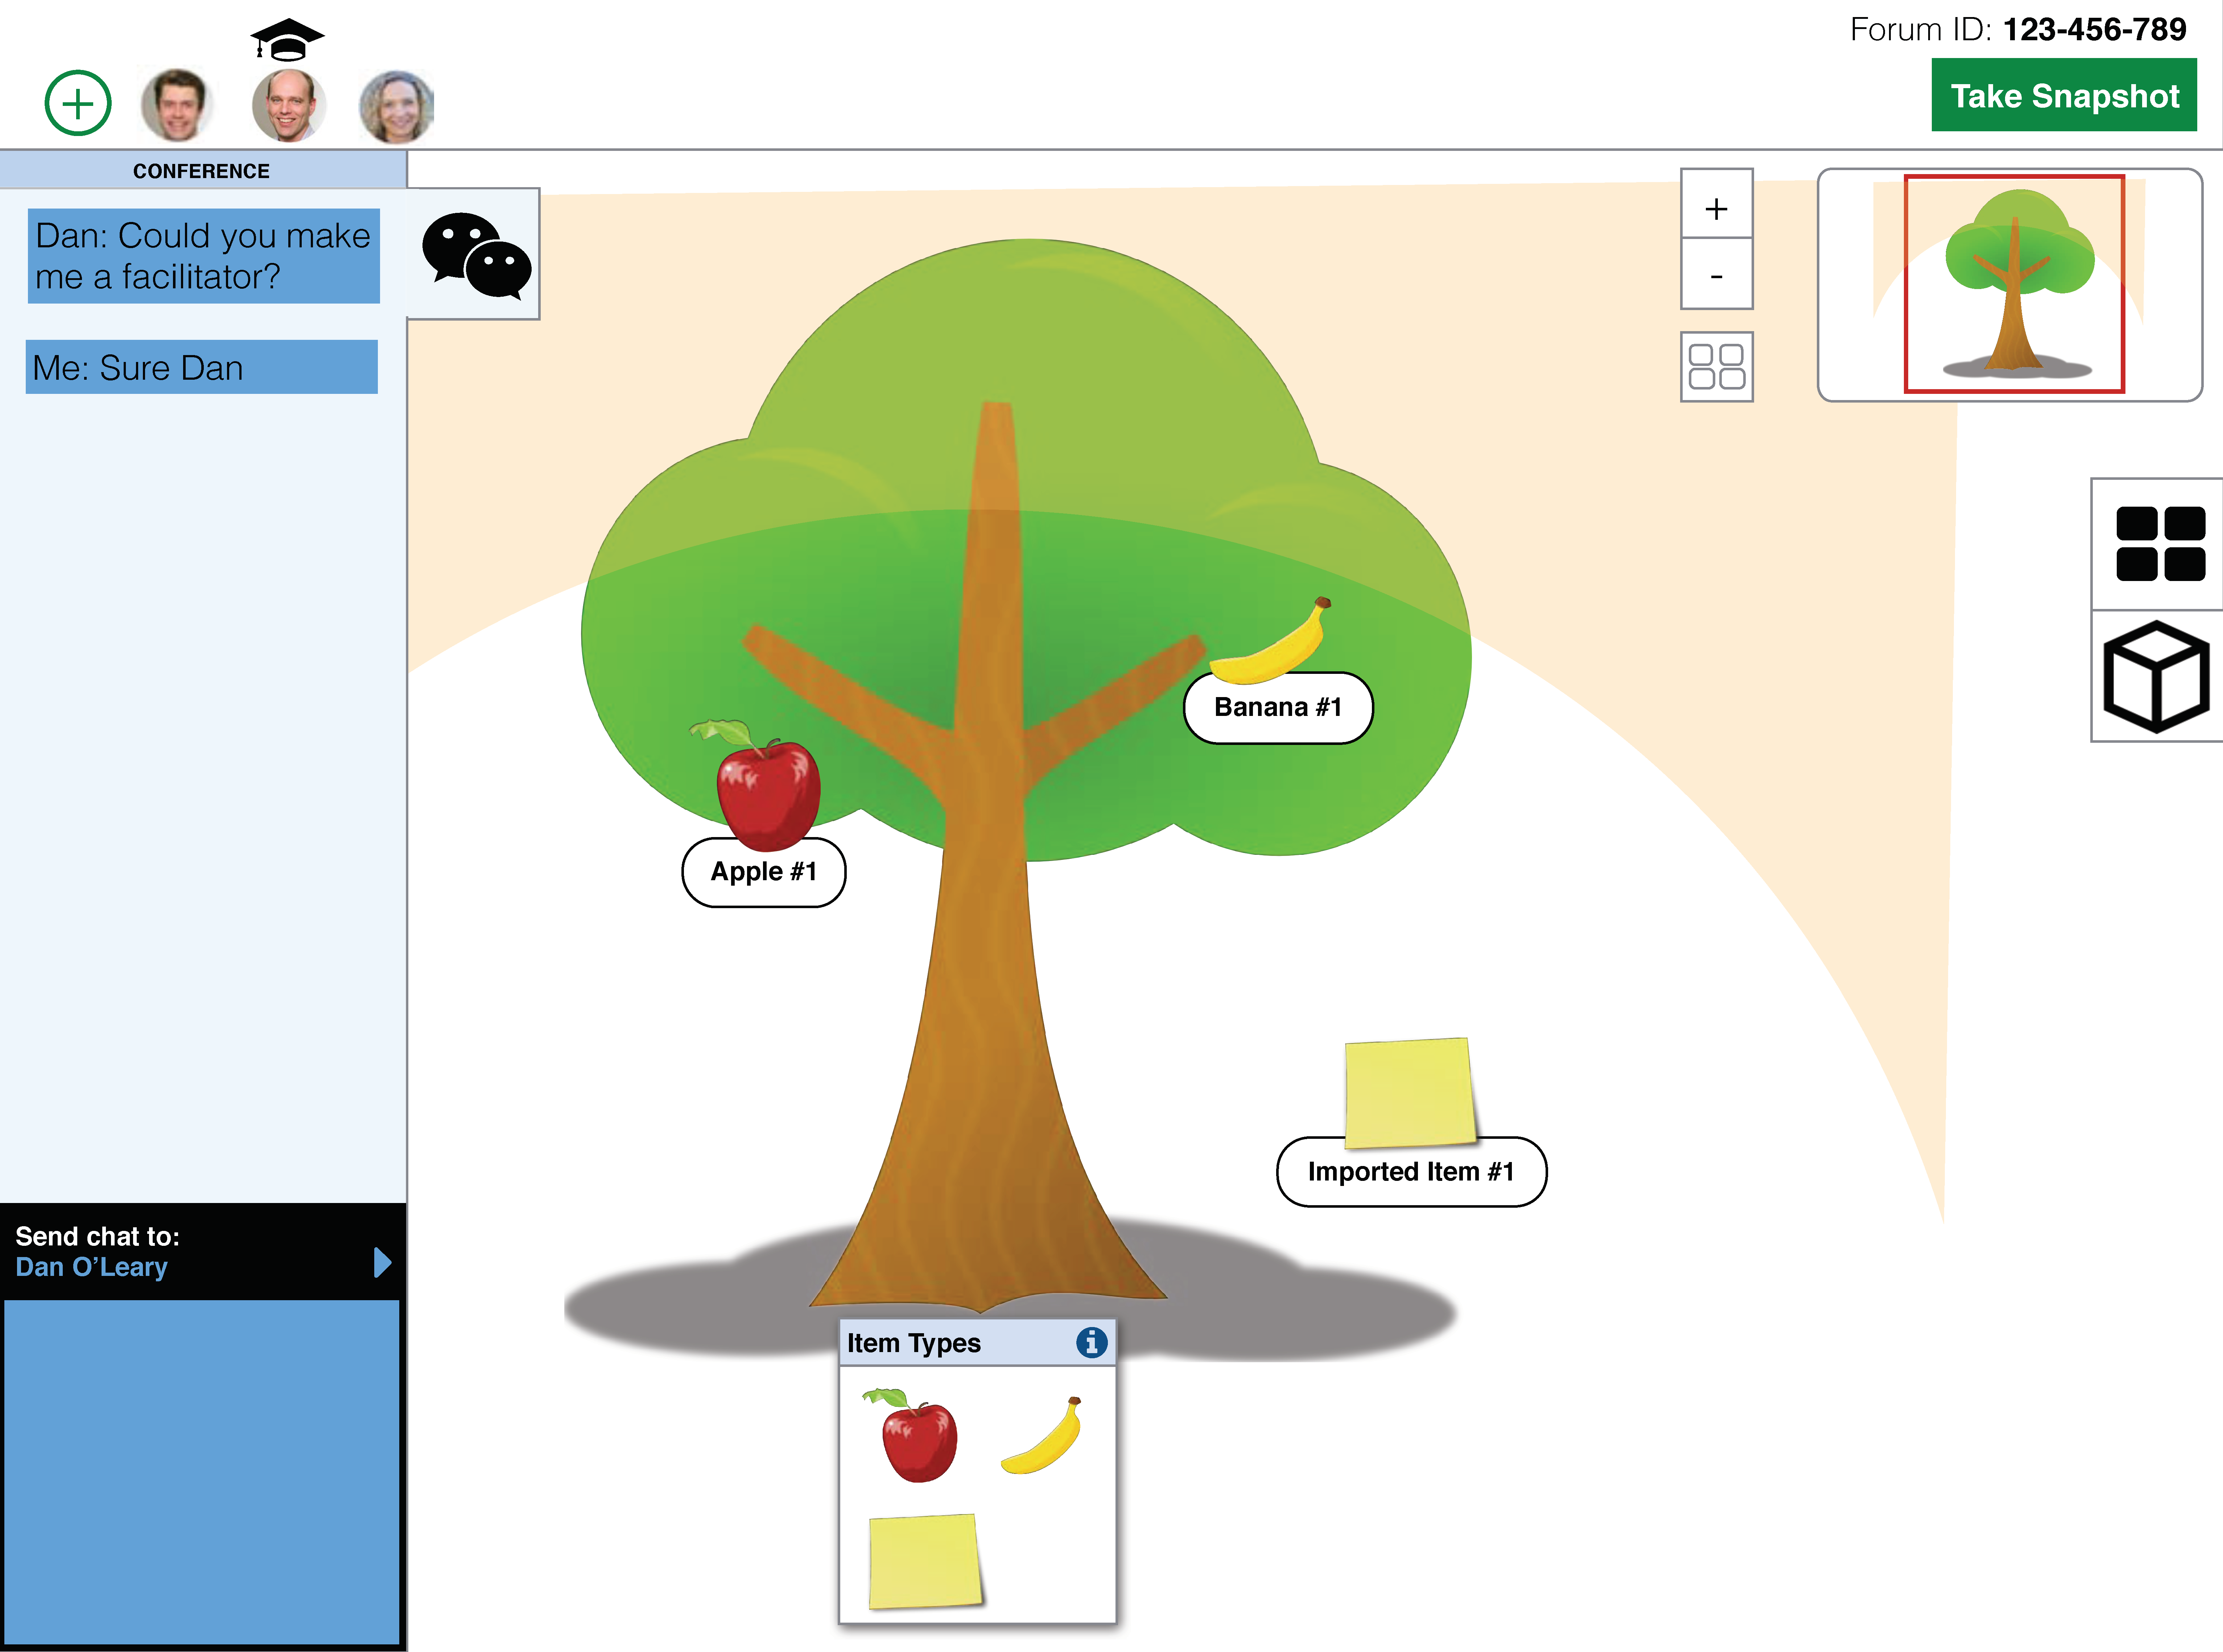 Forum ID: 123-456-789
Take Snapshot
CONFERENCE
Dan: Could you make
me a facilitator?
Me: Sure Dan
+
-
Banana #1
Apple #1
Imported Item #1
Send chat to:
Dan O’Leary
Item Types
i